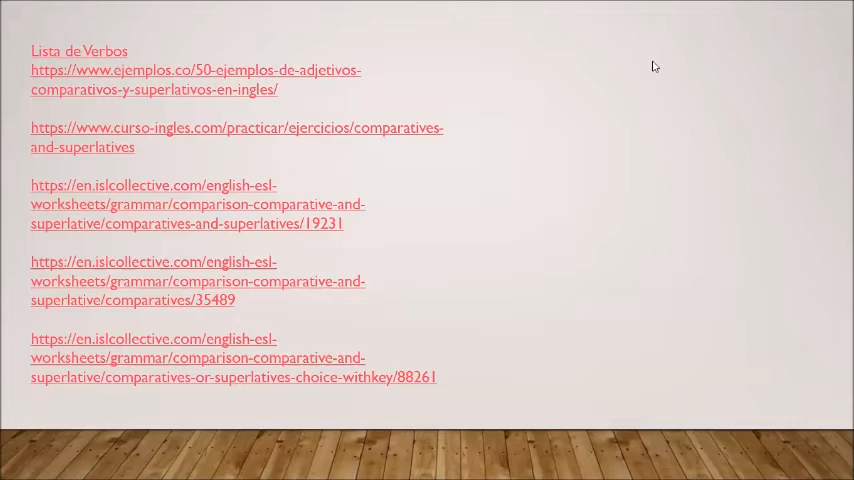 Lista de Verbos
https://www.ejemplos.co/50-ejemplos-de-adjetivos-
comparativos-y-superlativos-en-ingles/
https://www.curso-ingles.com/practicar/ejercicios/comparatives-
and-superlatives
https://en.islcollective.com/english-esl-
worksheets/grammar/comparison-comparative-and-
superlative/comparatives-and-superlatives/19231
https://en.islcollective.com/english-esl-
worksheets/grammar/comparison-comparative-and-
superlative/comparatives/35489
https://en.islcollective.com/english-esl-
worksheets/grammar/comparison-comparative-and-
superlative/comparatives-or-superlatives-choice-withkey/88261